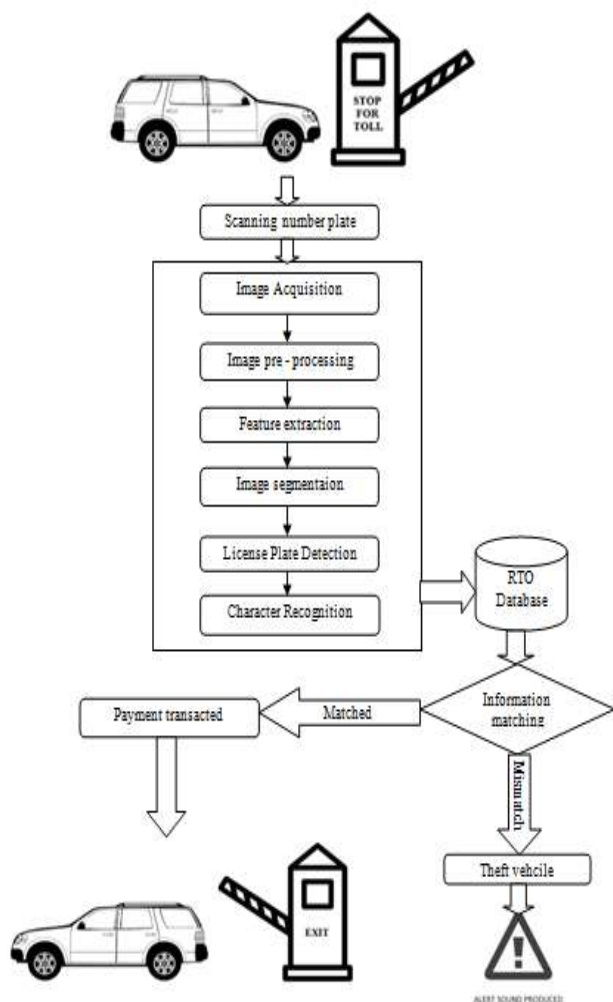 STOP
FOR
TOLL
Scanning number plate
Image Acquisition
Image pre - processing
Feature extraction
Image segmentaion
License Plate Detection
Character Recognition
RTO
Database
Information
matching
Matched
Payment transacted
Mismatch
Theft vehcile
EXIT
ALERT SOUND PRODUCED